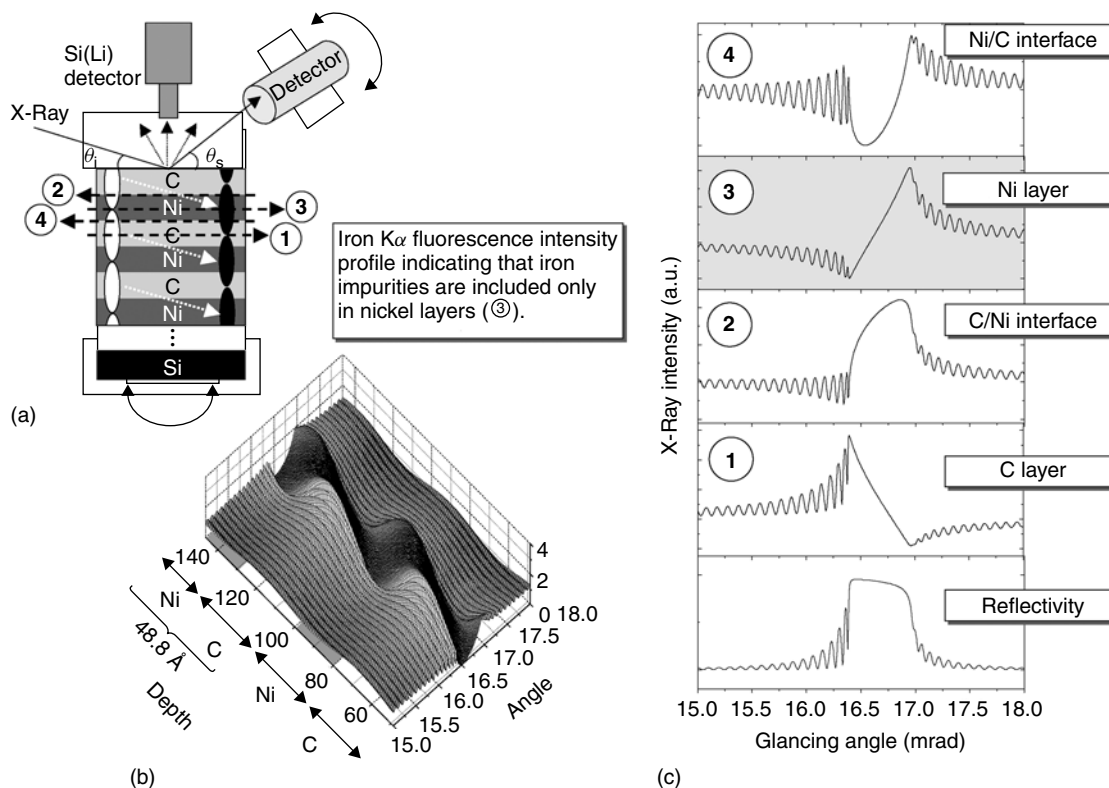 Si(Li)
detector
Detector
X-Ray
θi
θs
C
2
Ni
3
4
C
1
Ni
C
Ni
Si
(a)
Iron Kα fluorescence intensity
profile indicating that iron
impurities are included only
in nickel layers (③).
140
120
100
80
60
Ni
C
Ni
C
48.8 Å
Depth
4
2
0
18.0
17.5
17.0
16.5
16.0
15.5
15.0
Angle
(b)
4
Ni/C interface
3
Ni layer
2
C/Ni interface
1
C layer
Reflectivity
X-Ray intensity (a.u.)
15.0 15.5 16.0 16.5 17.0 17.5 18.0
Glancing angle (mrad)
(c)